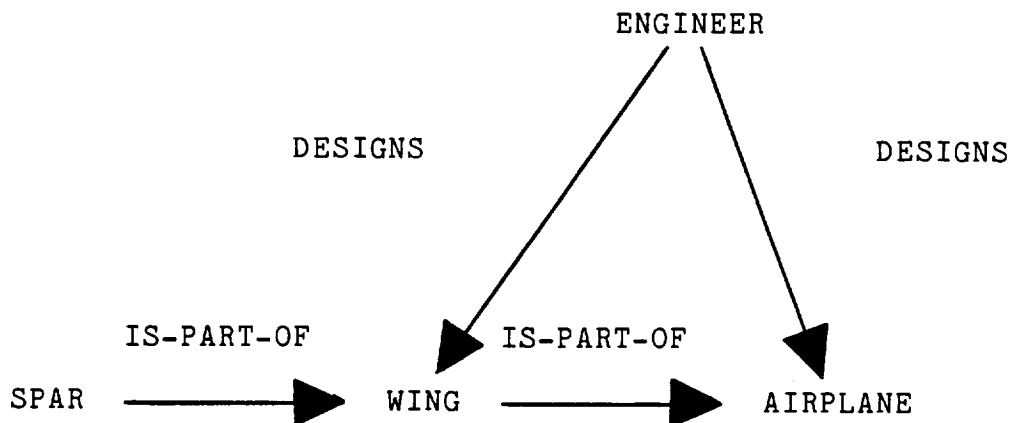 ENGINEER
DESIGNS DESIGNS
IS-PART-OF IS-PART-OF
SPAR WING AIRPLANE